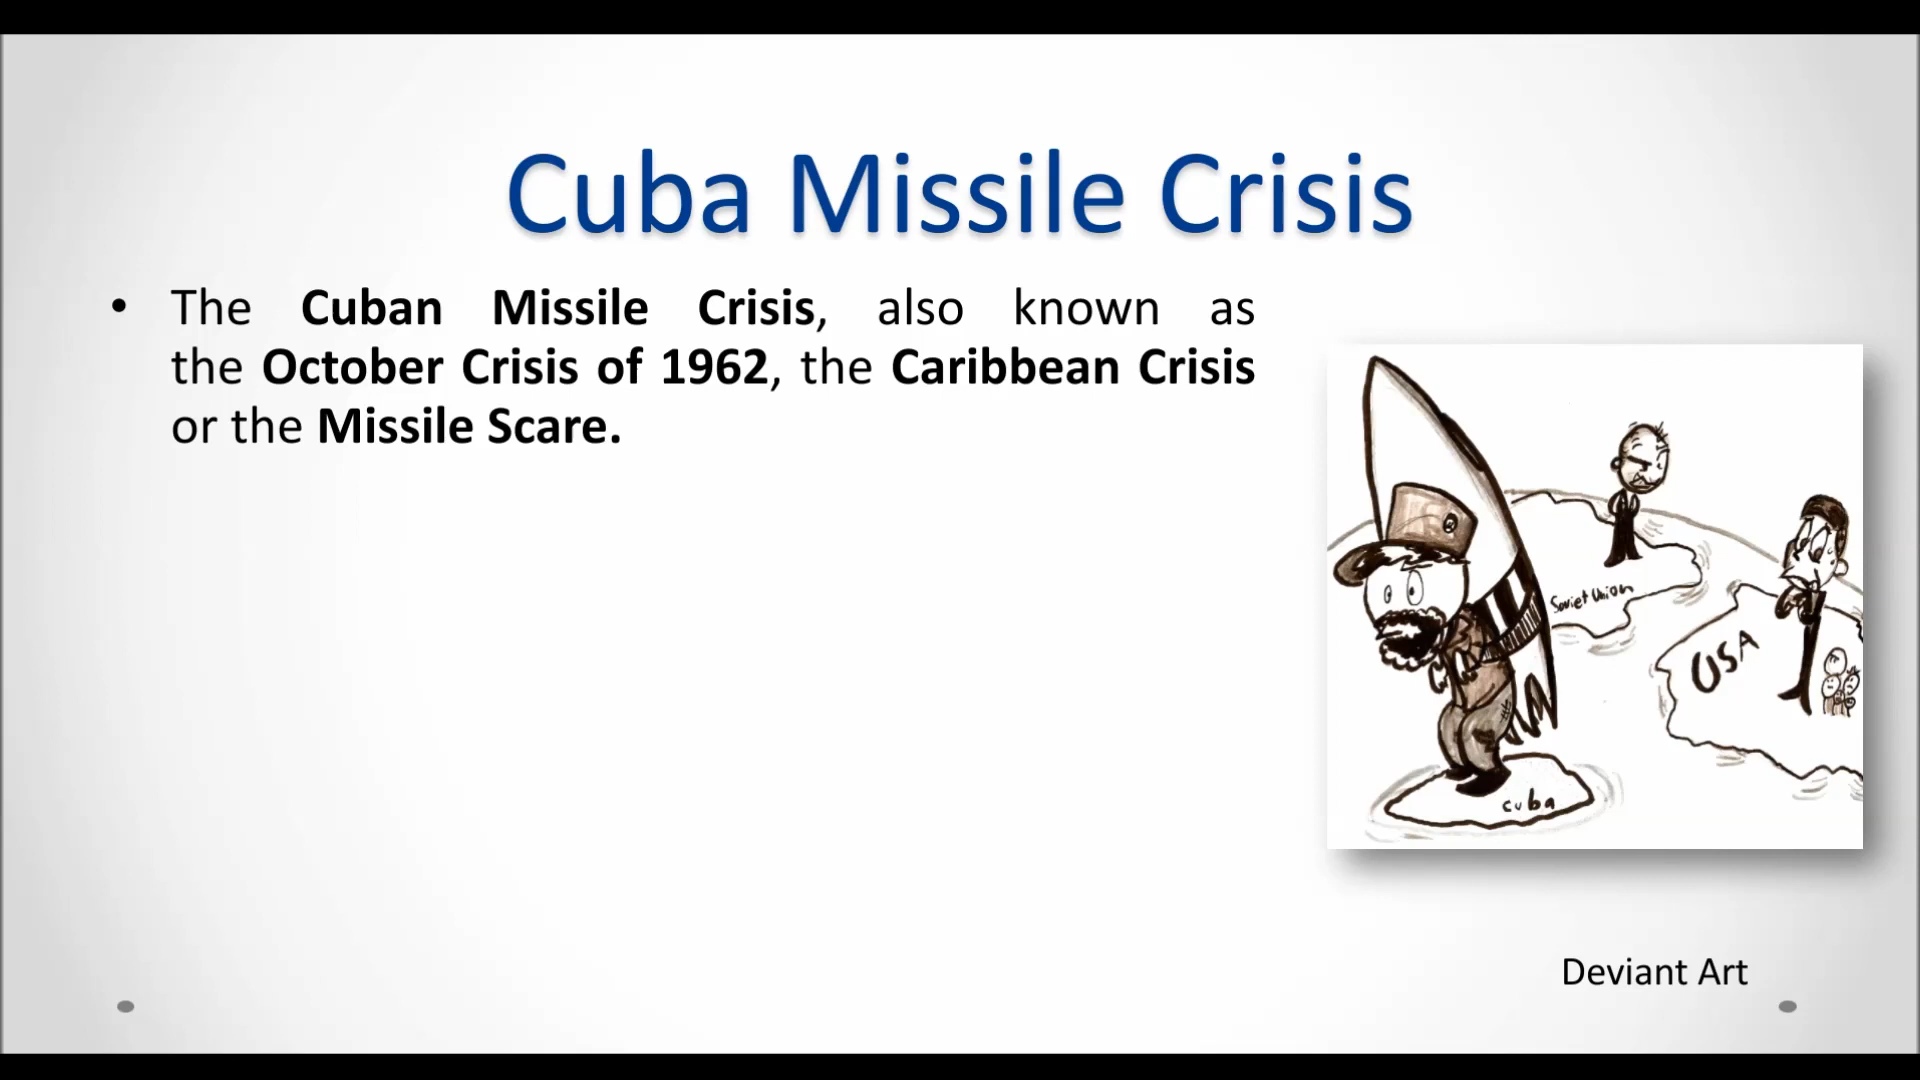 Cuba Missile Crisis
• The Cuban Missile Crisis, also known as
the October Crisis of 1962, the Caribbean Crisis
or the Missile Scare.
Soviet Union
USA
cuba
Deviant Art